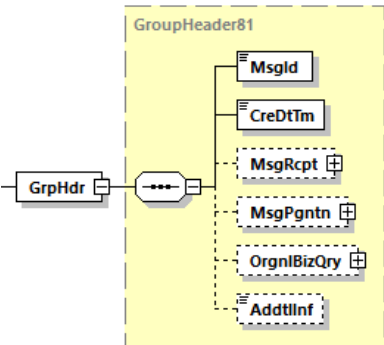 GroupHeader81
MsgId
CreDtTm
MsgRcpt
GrpHdr
MsgPgntn
OrgnlBizQry
AddtlInf